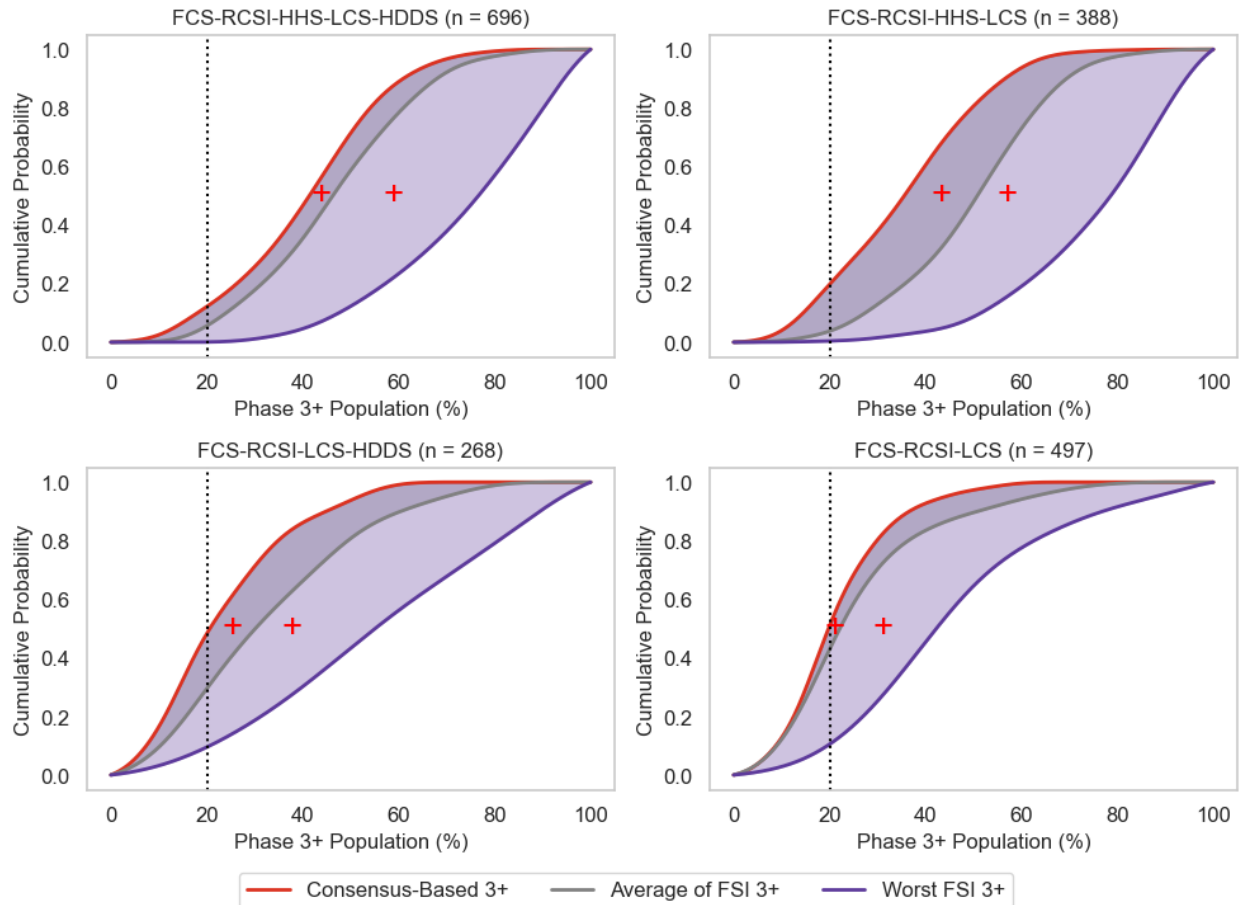 FCS-RCSI-HHS-LCS-HDDS (n = 696)
Cumulative Probability
1.0
0.8
0.6
0.4
0.2
0.0
0 20 40 60 80 100
Phase 3+ Population (%)
FCS-RCSI-HHS-LCS (n = 388)
Cumulative Probability
1.0
0.8
0.6
0.4
0.2
0.0
0 20 40 60 80 100
Phase 3+ Population (%)
FCS-RCSI-LCS-HDDS (n = 268)
Cumulative Probability
1.0
0.8
0.6
0.4
0.2
0.0
0 20 40 60 80 100
Phase 3+ Population (%)
FCS-RCSI-LCS (n = 497)
Cumulative Probability
1.0
0.8
0.6
0.4
0.2
0.0
0 20 40 60 80 100
Phase 3+ Population (%)
Consensus-Based 3+ Average of FSI 3+ Worst FSI 3+